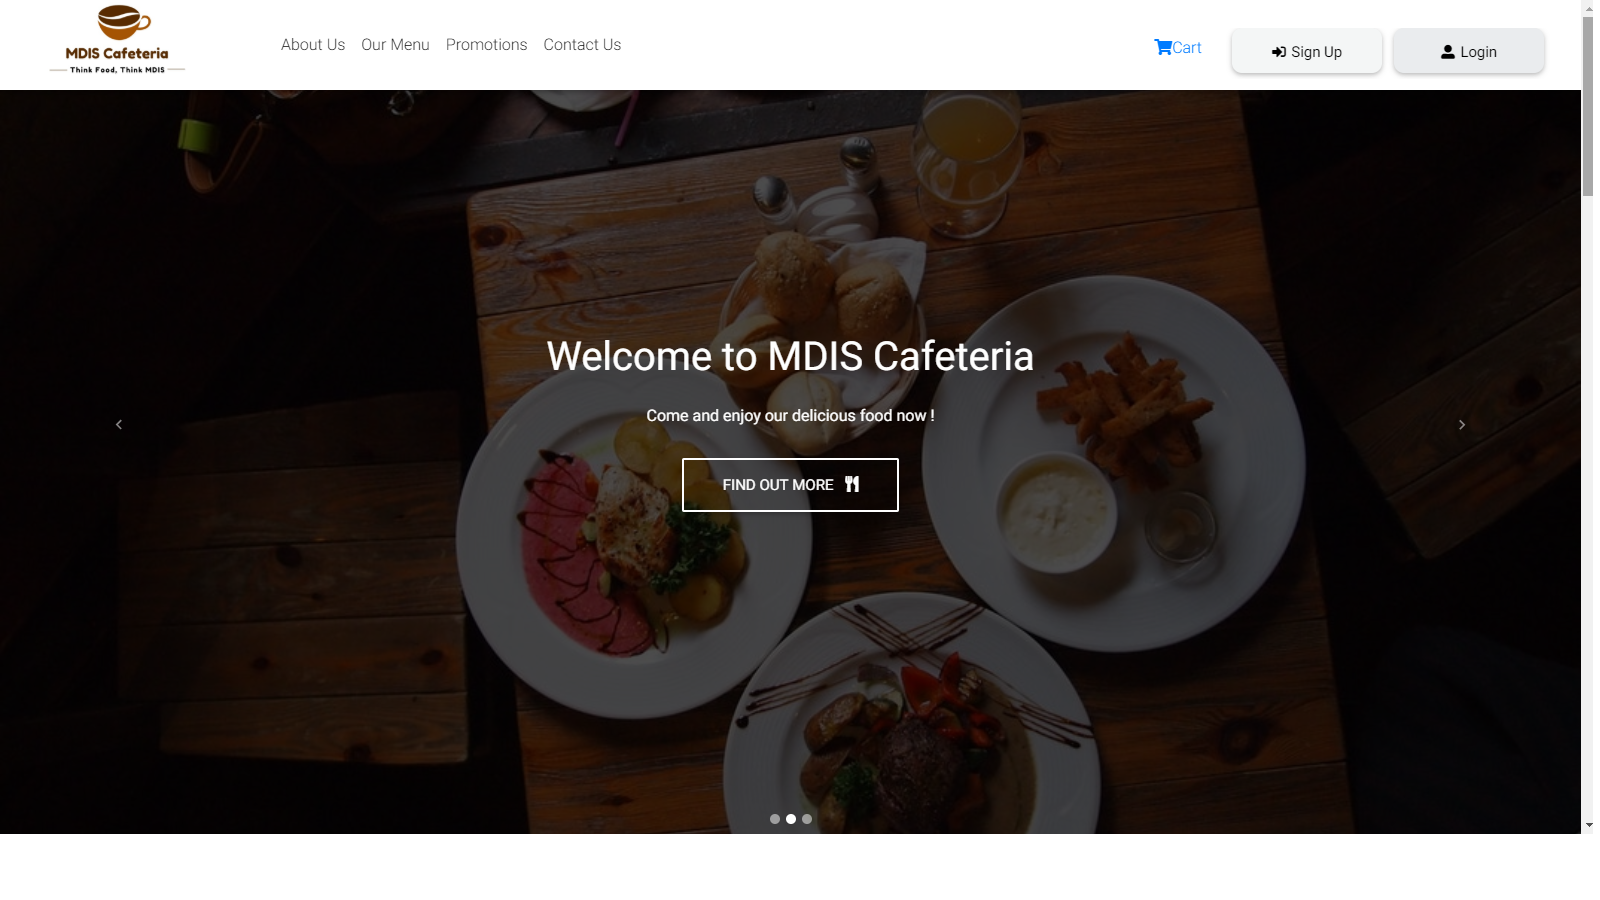 MDIS Cafeteria
Think Food, Think MDIS
About Us Our Menu Promotions Contact Us
Cart
Sign Up
Login
Welcome to MDIS Cafeteria
Come and enjoy our delicious food now !
FIND OUT MORE